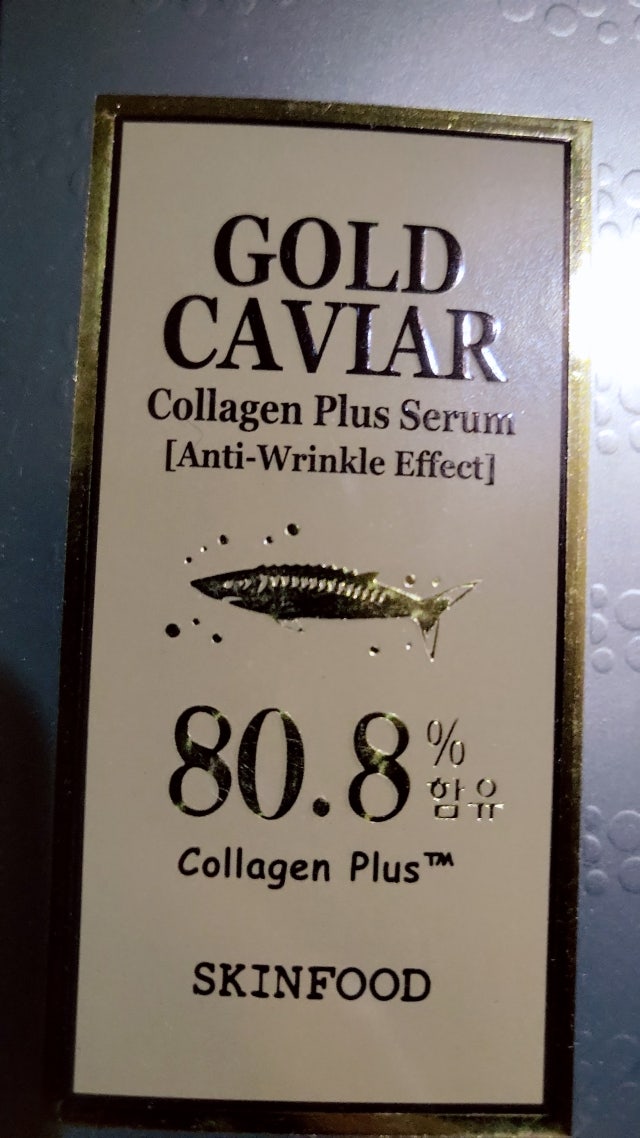 GOLD
CAVIAR
Collagen Plus Serum
[Anti-Wrinkle Effect]
80.8%
함유
Collagen Plus™
SKINFOOD